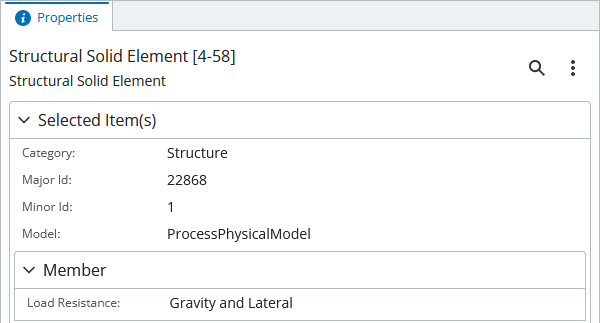 Properties
Structural Solid Element [4-58]
Structural Solid Element
Selected Item(s)
Category: Structure
Major Id: 22868
Minor Id: 1
Model: ProcessPhysicalModel
Member
Load Resistance: Gravity and Lateral